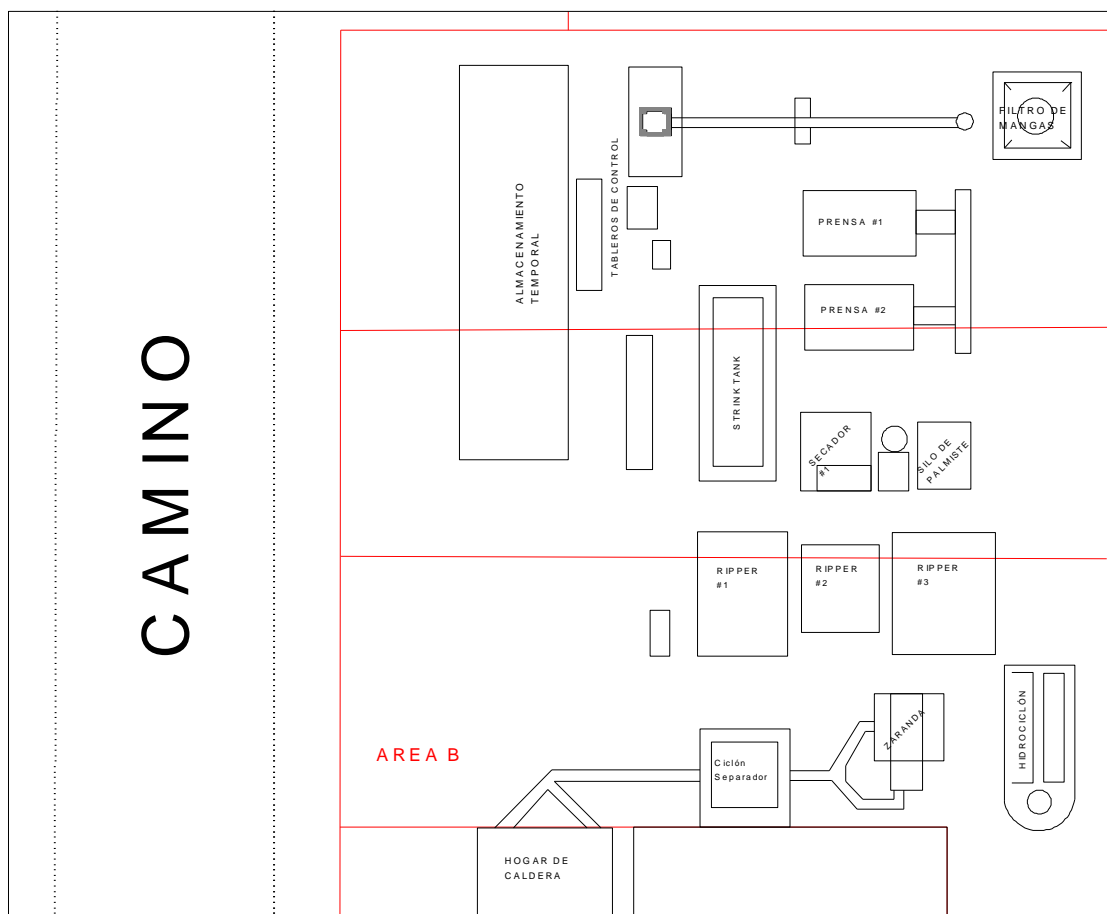 CAMINO
ALMACENAMIENTO
TEMPORAL
TABLEROS DE CONTROL
FILTRO DE
MANGAS
PRENSA #1
PRENSA #2
STRINK TANK
SECADOR
#1
SILO DE
PALMISTE
RIPPER
#1
RIPPER
#2
RIPPER
#3
AREA B
Ciclón
Separador
ZARANDA
HIDROCICLÓN
HOGAR DE
CALDERA